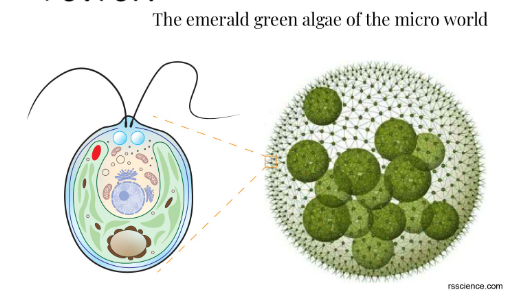 The emerald green algae of the micro world
rsscience.com